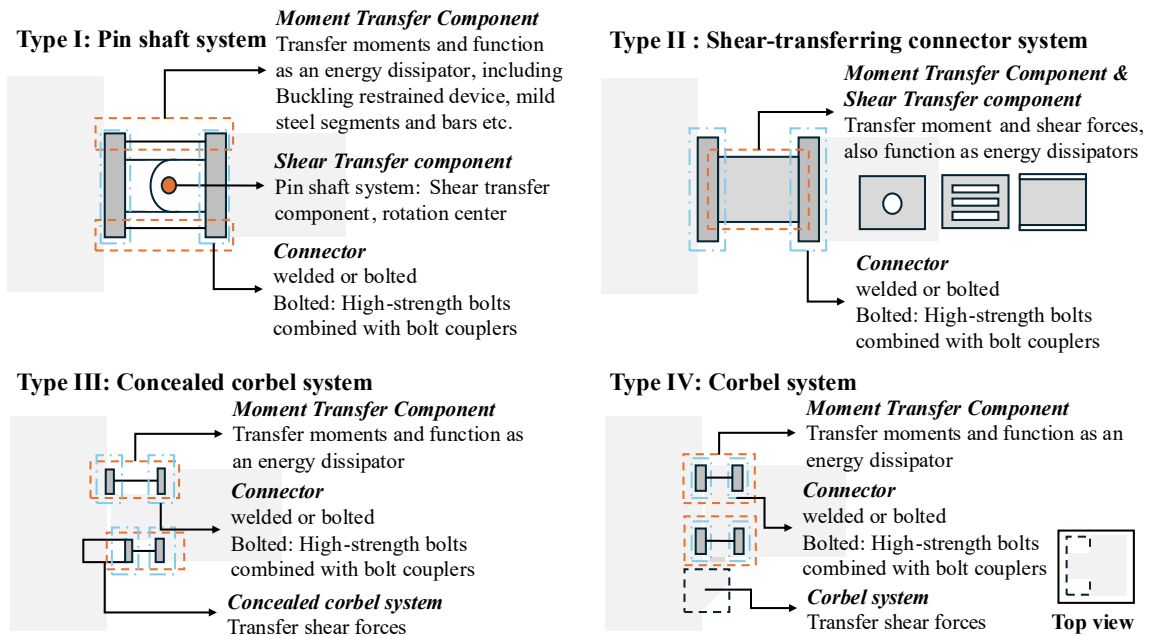 Type I: Pin shaft system
Moment Transfer Component
Transfer moments and function
as an energy dissipator, including
Buckling restrained device, mild
steel segments and bars etc.
Shear Transfer component
Pin shaft system: Shear transfer
component, rotation center
Connector
welded or bolted
Bolted: High-strength bolts
combined with bolt couplers
Type II : Shear-transferring connector system
Moment Transfer Component &
Shear Transfer component
Transfer moment and shear forces,
also function as energy dissipators
Connector
welded or bolted
Bolted: High-strength bolts
combined with bolt couplers
Type III: Concealed corbel system
Moment Transfer Component
Transfer moments and function as
an energy dissipator
Connector
welded or bolted
Bolted: High-strength bolts
combined with bolt couplers
Concealed corbel system
Transfer shear forces
Type IV: Corbel system
Moment Transfer Component
Transfer moments and function as an
energy dissipator
Connector
welded or bolted
Bolted: High-strength bolts
combined with bolt couplers
Corbel system
Transfer shear forces
Top view